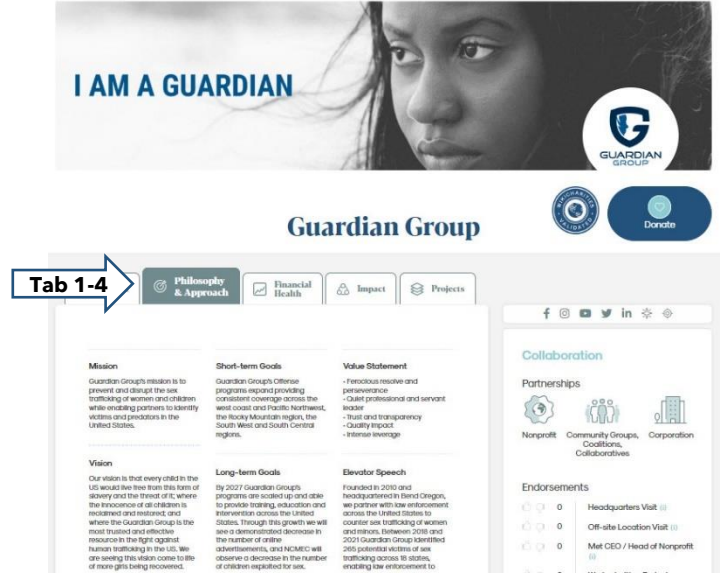 I AM A GUARDIAN
GUARDIAN
GROUP
Guardian Group
WIKICHARITIES
VALIDATED
Donate
Tab 1-4
Philosophy
& Approach
Financial
Health
Impact
Projects
Mission
Guardian Group's mission is to
prevent and disrupt the sex
trafficking of women and children
while enabling partners to identify
victims and predators in the
United States.
Short-term Goals
Guardian Group's Offense
programs expand providing
consistent coverage across the
west coast and Pacific Northwest,
the Rocky Mountain region, the
South West and South Central
regions.
Value Statement
- Ferocious resolve and
perseverance
- Quiet professional and servant
leader
- Trust and transparency
- Quality impact
- Intense leverage
Vision
Our vision is that every child in the
US would live free from this form of
slavery and the threat of it; where
the innocence of all children is
reclaimed and restored; and
where the Guardian Group is the
most trusted and effective
resource in the fight against
human trafficking in the US. We
are seeing this vision come to life
of more girls being recovered.
Long-term Goals
By 2027 Guardian Group's
programs are scaled up and able
to provide training, education and
intervention across the United
States. Through this growth we will
see a demonstrated decrease in
the number of online
advertisements, and NCMEC will
observe a decrease in the number
of children exploited for sex.
Elevator Speech
Founded in 2010 and
headquartered in Bend Oregon,
we partner with law enforcement
across the United States to
counter sex trafficking of women
and minors. Between 2018 and
2021 Guardian Group identified
265 potential victims of sex
trafficking across 18 states,
enabling law enforcement to
Collaboration
Partnerships
Nonprofit
Community Groups,
Coalitions,
Collaboratives
Corporation
Endorsements
0 Headquarters Visit (i)
0 Off-site Location Visit (i)
0 Met CEO / Head of Nonprofit
(i)